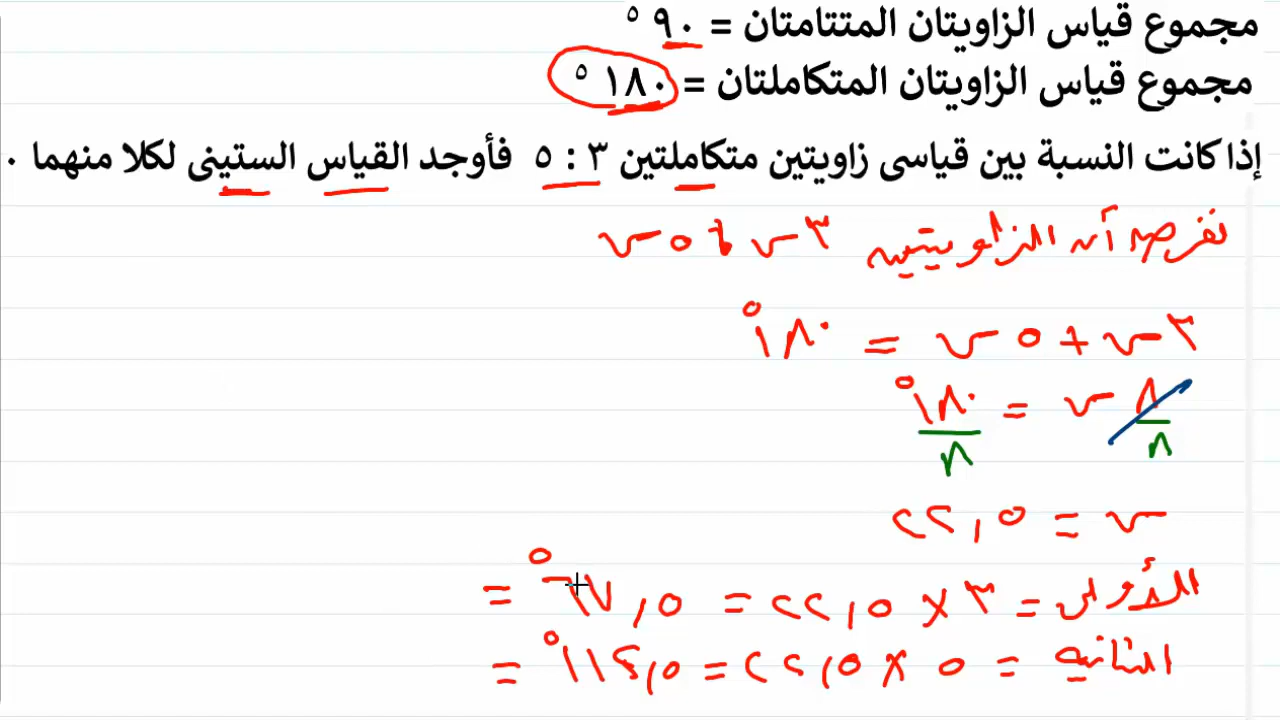 مجموع قياس الزاويتان المتتامتان = ٩٠ °
مجموع قياس الزاويتان المتكاملتان = ١٨٠ °
إذا كانت النسبة بين قياسى زاويتين متكاملتين ٣ : ٥ فأوجد القياس الستينى لكلا منهما ٠
نفرض أن الزاويتين ٣ س ، ٥ س
٣ س + ٥ س = ١٨٠°
٨ س / ٨ = ١٨٠° / ٨
س = ٢٢,٥
الأولى = ٣ × ٢٢,٥ = ٦٧,٥° =
الثانية = ٥ × ٢٢,٥ = ١١٢,٥° =